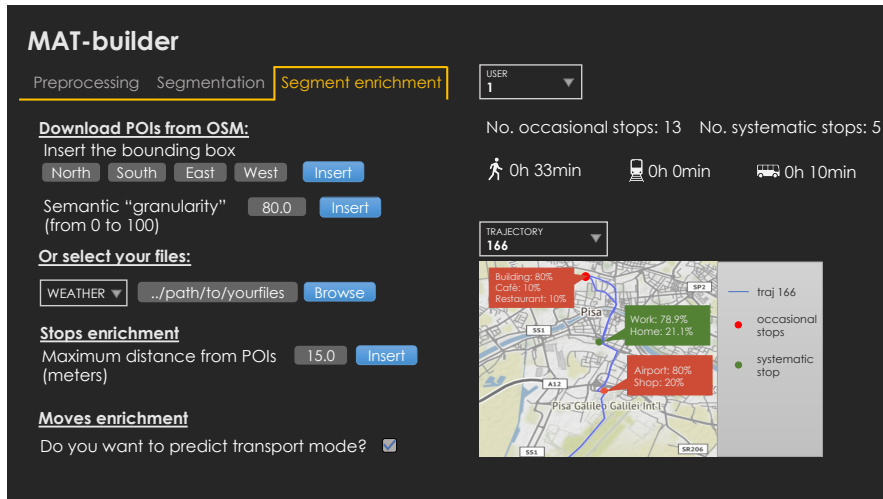 MAT-builder
Preprocessing Segmentation Segment enrichment
Download POIs from OSM:
Insert the bounding box
North South East West Insert
Semantic “granularity” 80.0 Insert
(from 0 to 100)
Or select your files:
WEATHER ../path/to/yourfiles Browse
Stops enrichment
Maximum distance from POIs 15.0 Insert
(meters)
Moves enrichment
Do you want to predict transport mode?
USER
1
No. occasional stops: 13 No. systematic stops: 5
0h 33min 0h 0min 0h 10min
TRAJECTORY
166
Building: 80%
Cafè: 10%
Restaurant: 10%
SP2
Pisa
Work: 78.9%
Home: 21.1%
SS1
Airport: 80%
Shop: 20%
A12
Pisa Galileo Galilei Int'l
SS1
SR206
traj 166
occasional
stops
systematic
stop